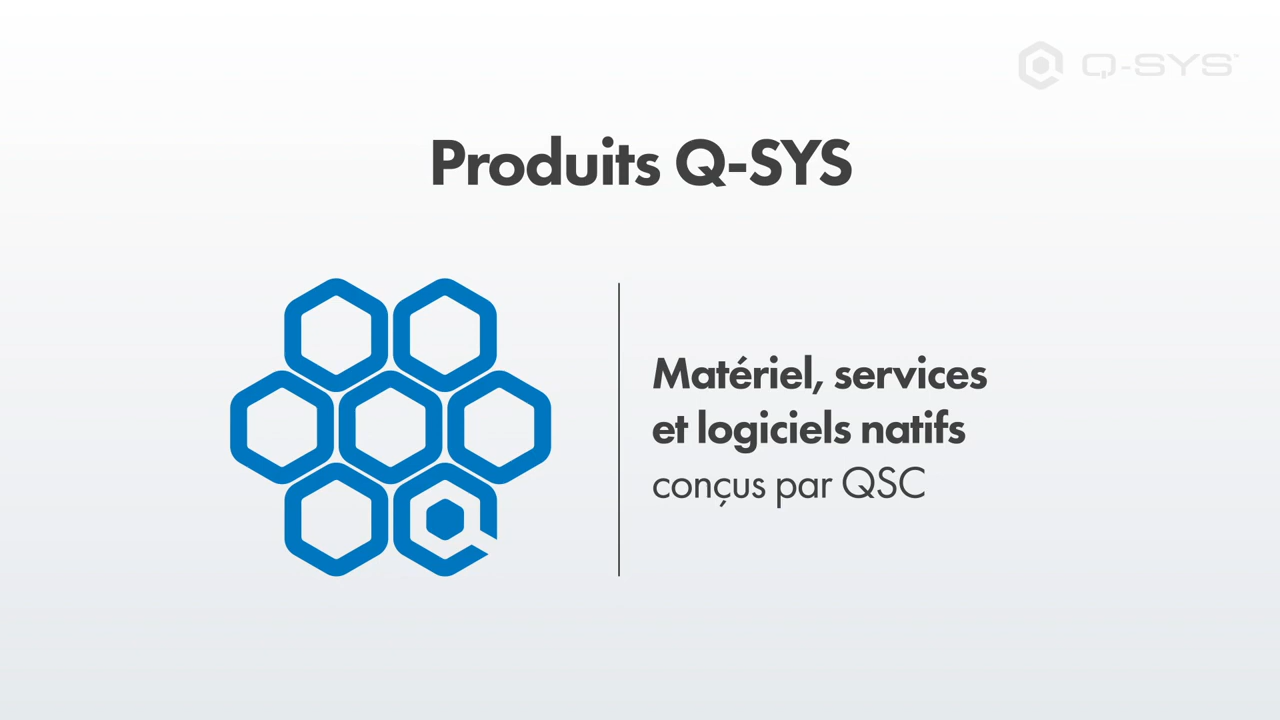 Q-SYS
Produits Q-SYS
Matériel, services
et logiciels natifs
conçus par QSC